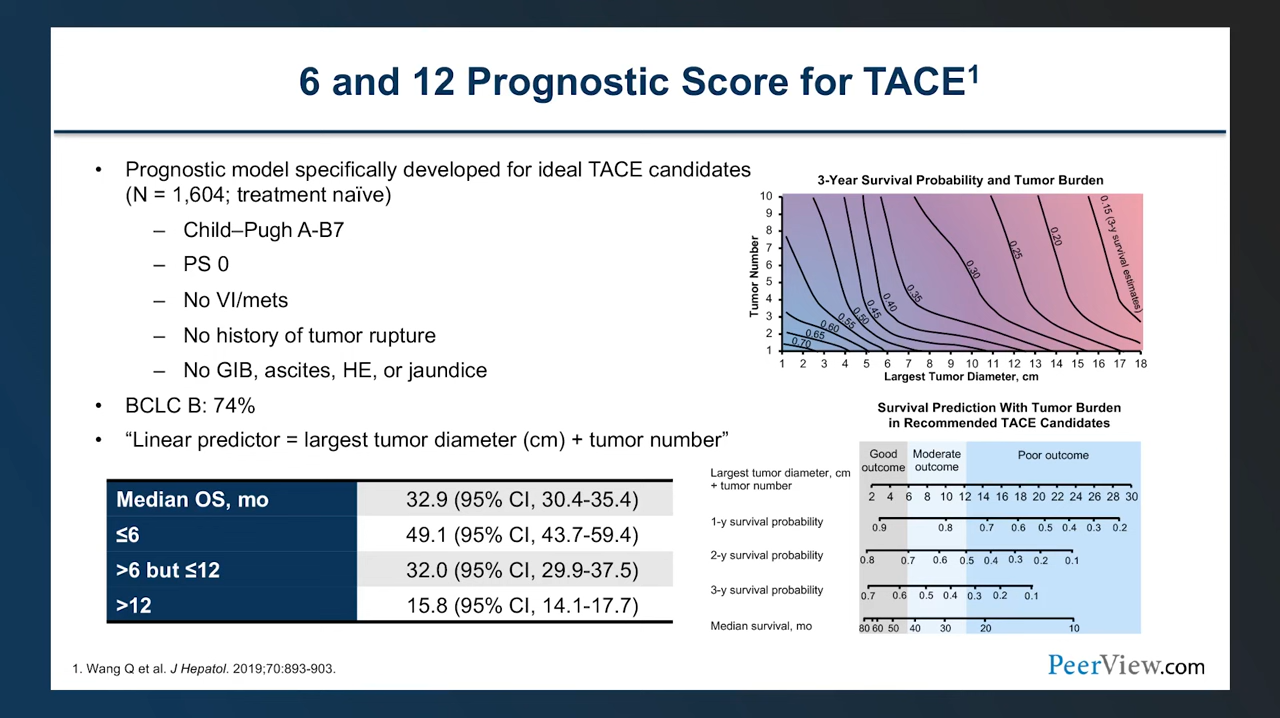 6 and 12 Prognostic Score for TACE1
• Prognostic model specifically developed for ideal TACE candidates
(N = 1,604; treatment naïve)
– Child–Pugh A-B7
– PS 0
– No VI/mets
– No history of tumor rupture
– No GIB, ascites, HE, or jaundice
• BCLC B: 74%
• “Linear predictor = largest tumor diameter (cm) + tumor number”
Median OS, mo 32.9 (95% CI, 30.4-35.4)
≤6 49.1 (95% CI, 43.7-59.4)
>6 but ≤12 32.0 (95% CI, 29.9-37.5)
>12 15.8 (95% CI, 14.1-17.7)
3-Year Survival Probability and Tumor Burden
Tumor Number
10
9
8
7
6
5
4
3
2
1
0.70
0.65
0.60
0.55
0.50
0.45
0.40
0.35
0.30
0.25
0.20
0.15 (3-y survival estimates)
1 2 3 4 5 6 7 8 9 10 11 12 13 14 15 16 17 18
Largest Tumor Diameter, cm
Survival Prediction With Tumor Burden
in Recommended TACE Candidates
Good
outcome
Moderate
outcome
Poor outcome
Largest tumor diameter, cm
+ tumor number
2 4 6 8 10 12 14 16 18 20 22 24 26 28 30
1-y survival probability
0.9 0.8 0.7 0.6 0.5 0.4 0.3 0.2
2-y survival probability
0.8 0.7 0.6 0.5 0.4 0.3 0.2 0.1
3-y survival probability
0.7 0.6 0.5 0.4 0.3 0.2 0.1
Median survival, mo
80 60 50 40 30 20 10
1. Wang Q et al. J Hepatol. 2019;70:893-903.
PeerView.com